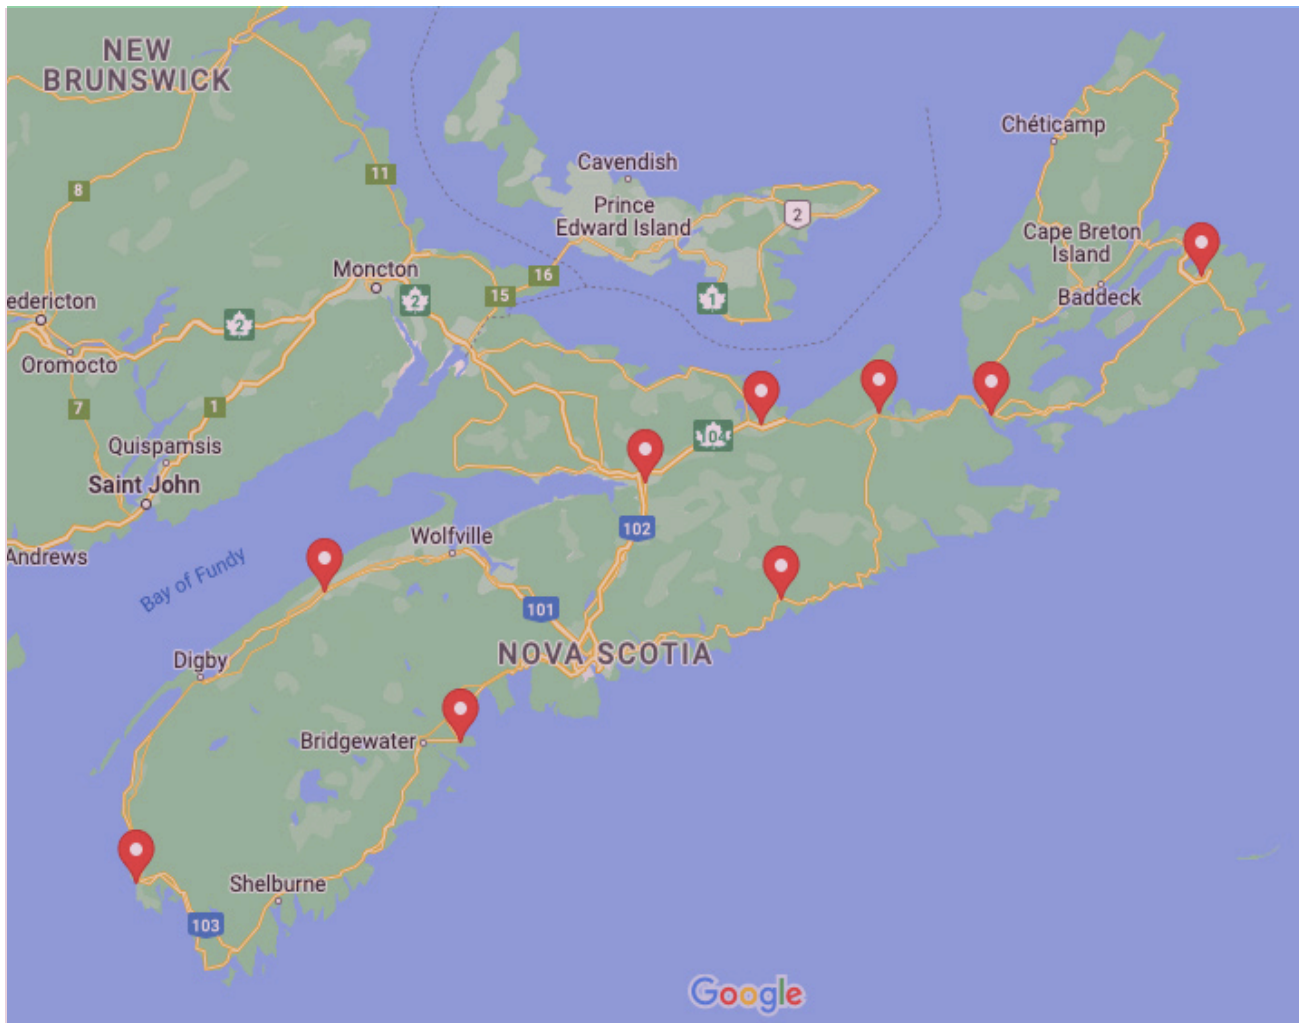 NEW
BRUNSWICK
Chéticamp
11
Cavendish
8
Prince
Edward Island
2
Cape Breton
Island
Moncton
16
15
2
1
Baddeck
edericton
2
Oromocto
7
1
104
Quispamsis
Saint John
102
Wolfville
Andrews
Bay of Fundy
101
NOVA SCOTIA
Digby
Bridgewater
Shelburne
103
Google